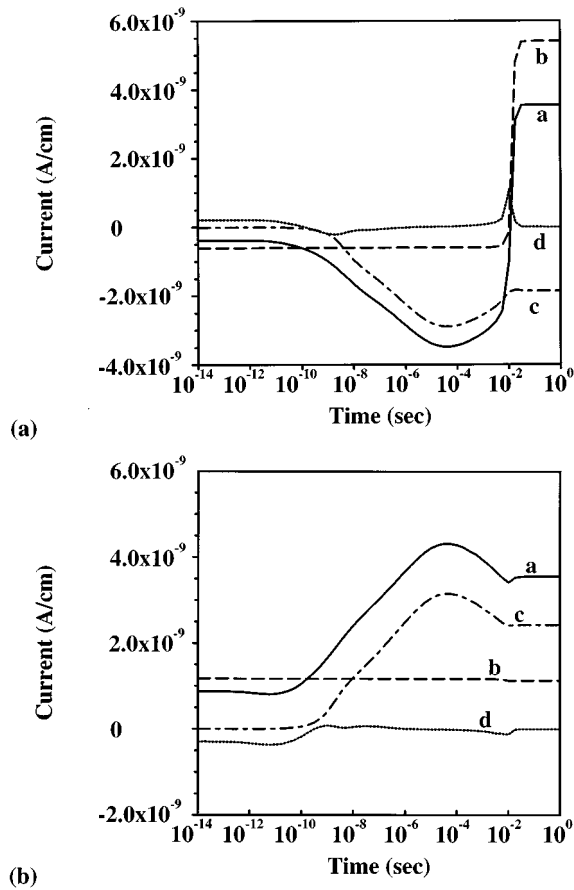 6.0x10-9
4.0x10-9
2.0x10-9
0
-2.0x10-9
-4.0x10-9
Current (A/cm)
b
a
d
c
10-14 10-12 10-10 10-8 10-6 10-4 10-2 100
Time (sec)
(a)
6.0x10-9
4.0x10-9
2.0x10-9
0
-2.0x10-9
Current (A/cm)
a
c
b
d
10-14 10-12 10-10 10-8 10-6 10-4 10-2 100
Time (sec)
(b)